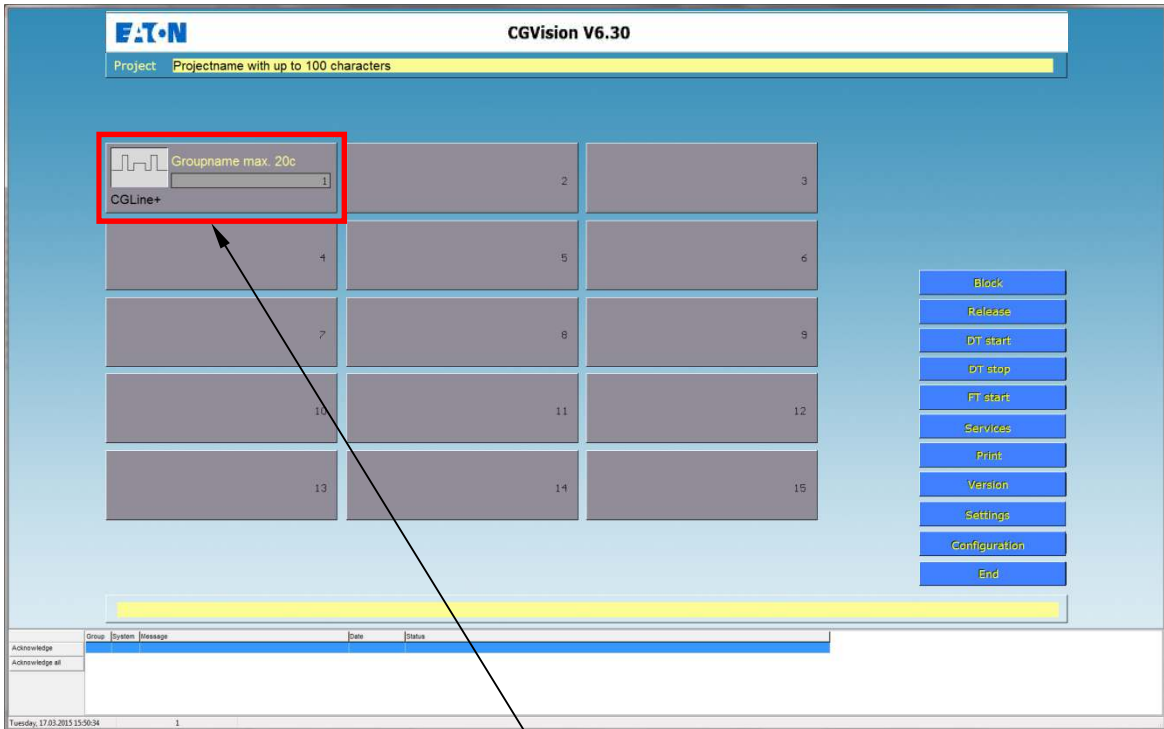 EATON
CGVision V6.30
Project Projectname with up to 100 characters
Groupname max. 20c
1
CGLine+
2
3
4
5
6
7
8
9
10
11
12
13
14
15
Block
Release
DT start
DT stop
FT start
Services
Print
Version
Settings
Configuration
End
Group System Message Date Status
Acknowledge
Acknowledge all
Tuesday, 17.03.2015 15:50:34 1